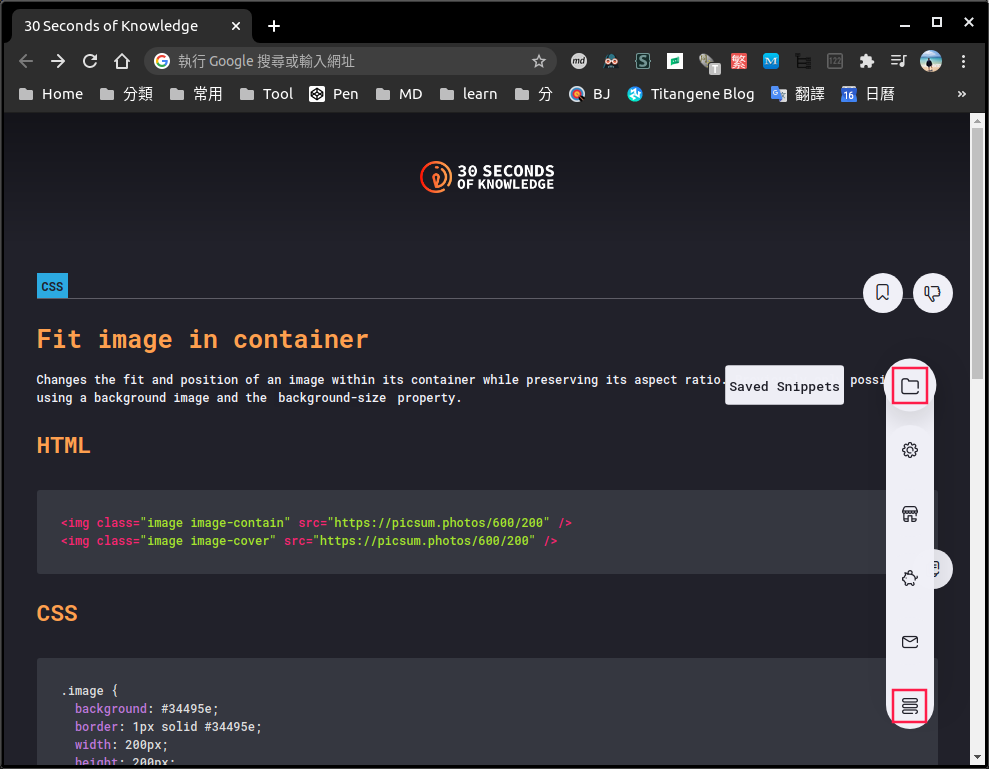 30 Seconds of Knowledge
執行 Google 搜尋或輸入網址
md
S
T
繁
M
122
Home 分類 常用 Tool Pen MD learn 分 BJ Titangene Blog 翻譯 16 日曆 »
30 SECONDS
OF KNOWLEDGE
CSS
Fit image in container
Changes the fit and position of an image within its container while preserving its aspect ratio.
using a background image and the background-size property.
Saved Snippets
HTML
<img class="image image-contain" src="https://picsum.photos/600/200" />
<img class="image image-cover" src="https://picsum.photos/600/200" />
CSS
.image {
background: #34495e;
border: 1px solid #34495e;
width: 200px;
height: 200px;